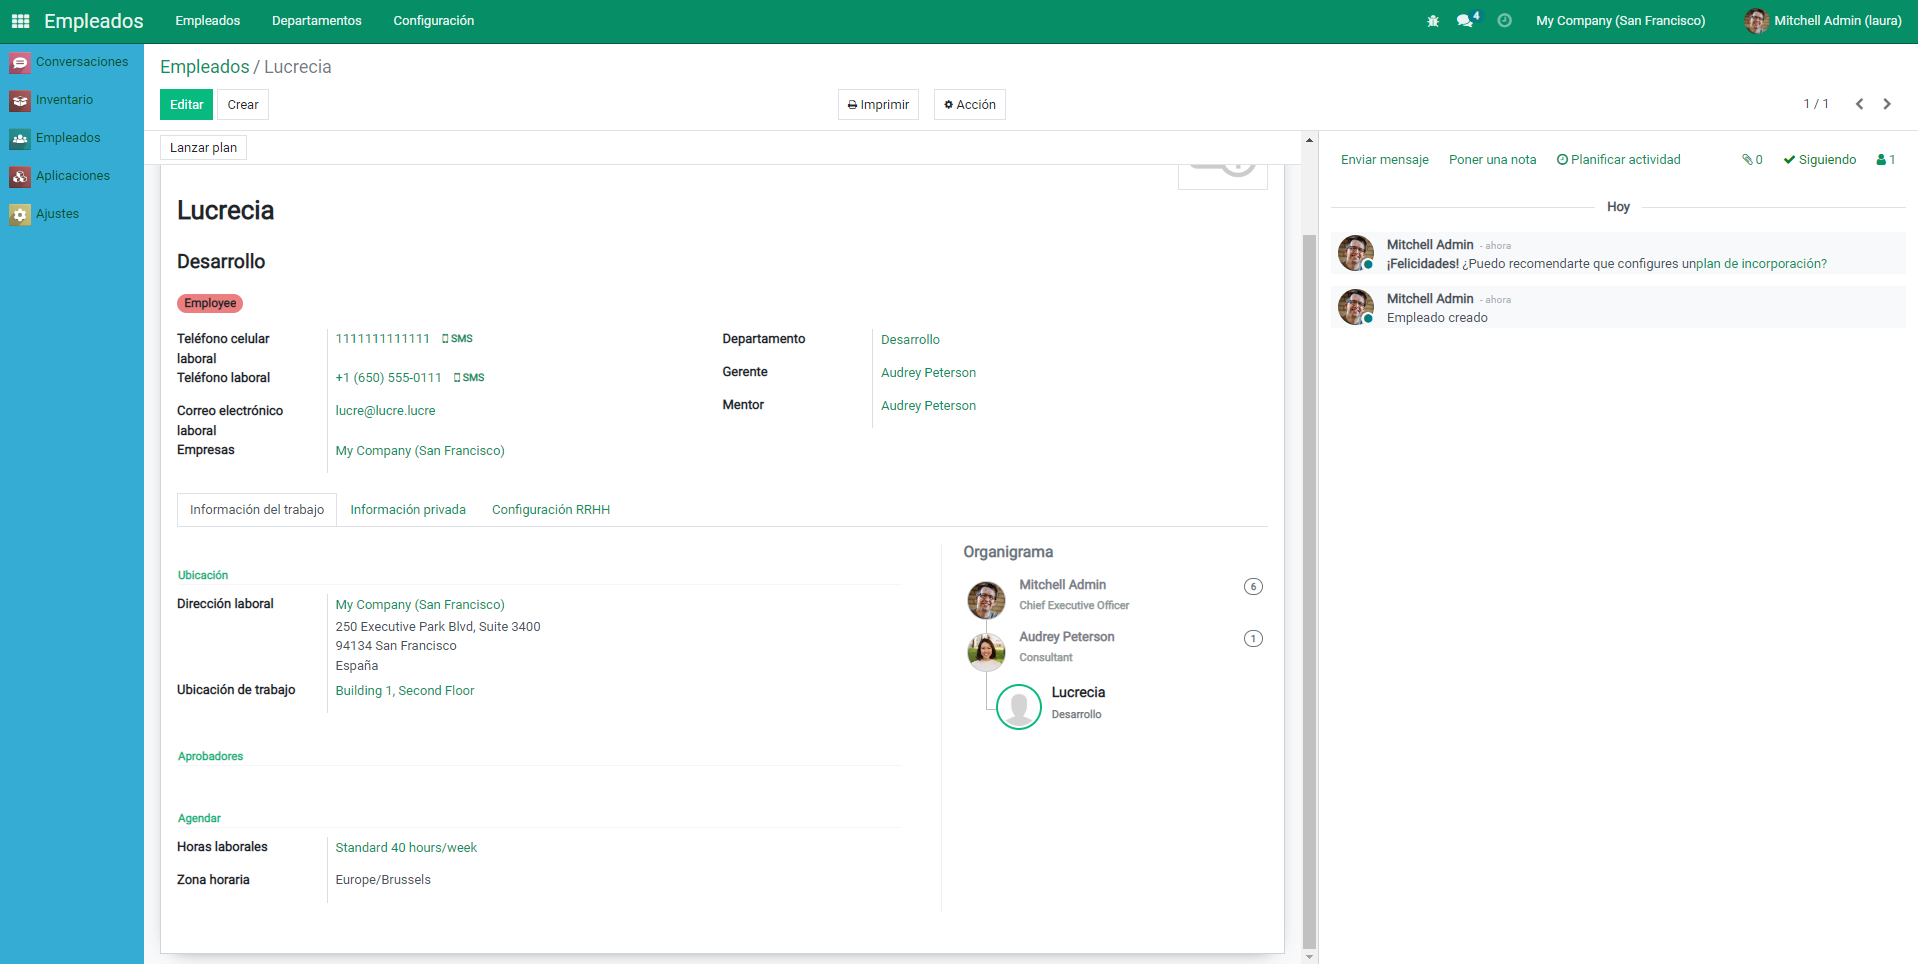 Empleados Empleados Departamentos Configuración 4 My Company (San Francisco) Mitchell Admin (laura)
Conversaciones
Inventario
Empleados
Aplicaciones
Ajustes
Empleados / Lucrecia
Editar Crear Imprimir Acción 1 / 1
Lanzar plan
Lucrecia
Desarrollo
Employee
Teléfono celular laboral 1111111111111 SMS
Teléfono laboral +1 (650) 555-0111 SMS
Correo electrónico laboral lucre@lucre.lucre
Empresas My Company (San Francisco)
Departamento Desarrollo
Gerente Audrey Peterson
Mentor Audrey Peterson
Información del trabajo Información privada Configuración RRHH
Ubicación
Dirección laboral My Company (San Francisco)
250 Executive Park Blvd, Suite 3400
94134 San Francisco
España
Ubicación de trabajo Building 1, Second Floor
Aprobadores
Agendar
Horas laborales Standard 40 hours/week
Zona horaria Europe/Brussels
Organigrama
Mitchell Admin 6
Chief Executive Officer
Audrey Peterson 1
Consultant
Lucrecia
Desarrollo
Enviar mensaje Poner una nota Planificar actividad 0 Siguiendo 1
Hoy
Mitchell Admin - ahora
¡Felicidades! ¿Puedo recomendarte que configures unplan de incorporación?
Mitchell Admin - ahora
Empleado creado